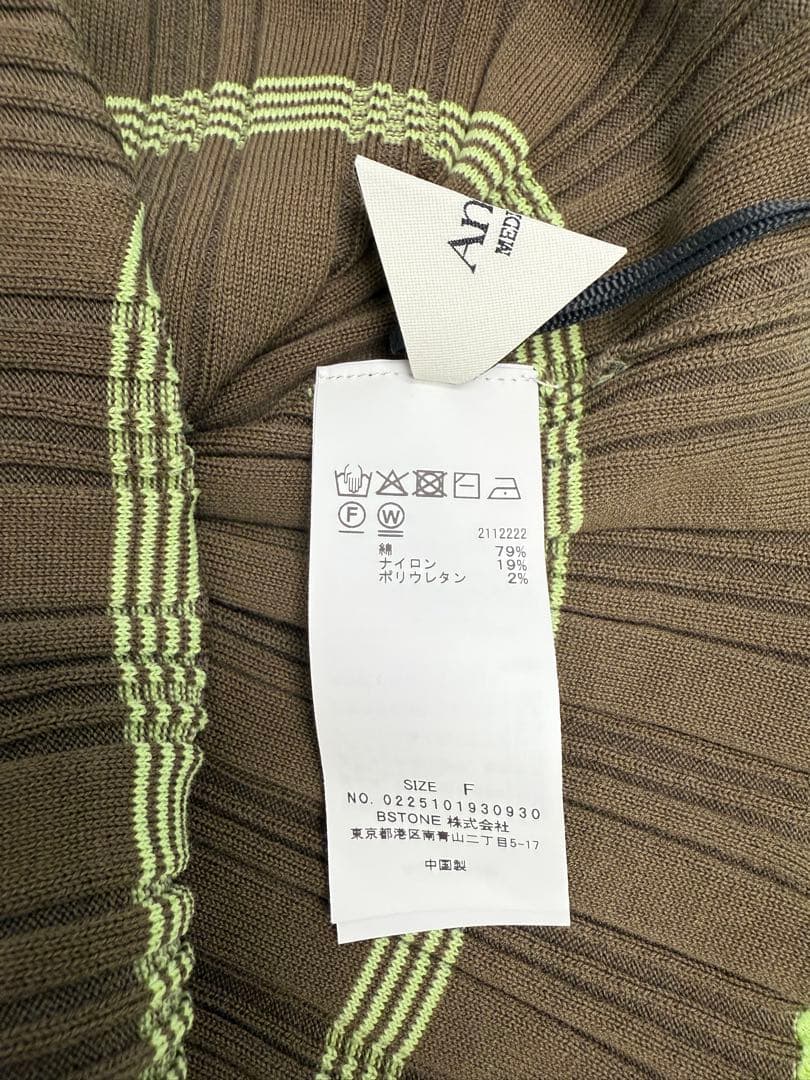 An
MEDI
F W
2112222
綿 79%
ナイロン 19%
ポリウレタン 2%
SIZE F
NO. 0225101930930
BSTONE 株式会社
東京都港区南青山二丁目5-17
中国製